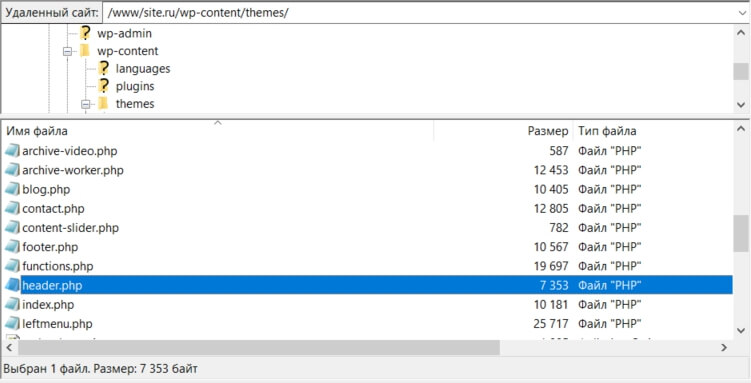 Удаленный сайт: /www/site.ru/wp-content/themes/
wp-admin
wp-content
languages
plugins
themes
Имя файла Размер Тип файла
archive-video.php 587 Файл "PHP"
archive-worker.php 12 453 Файл "PHP"
blog.php 10 405 Файл "PHP"
contact.php 12 805 Файл "PHP"
content-slider.php 782 Файл "PHP"
footer.php 10 567 Файл "PHP"
functions.php 19 697 Файл "PHP"
header.php 7 353 Файл "PHP"
index.php 10 181 Файл "PHP"
leftmenu.php 25 717 Файл "PHP"
Выбран 1 файл. Размер: 7 353 байт